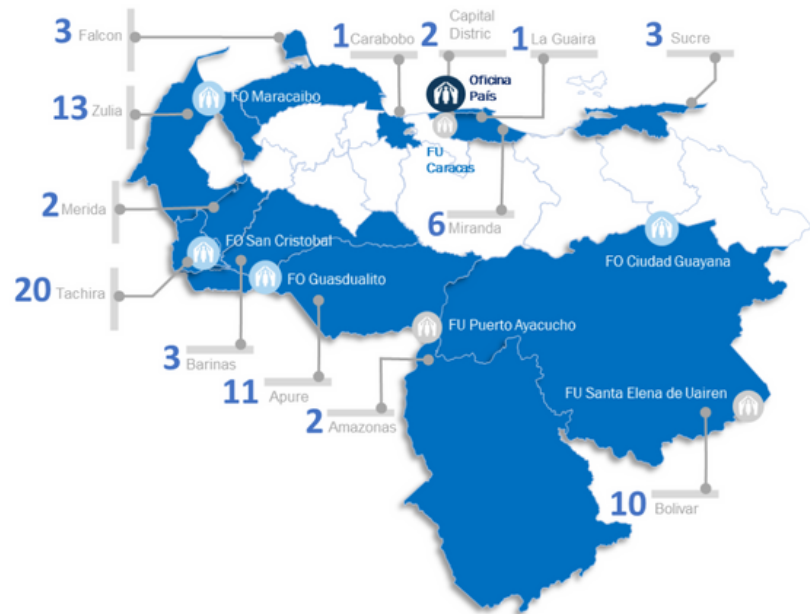 3 Falcon
1 Carabobo
2 Capital
Distric
1 La Guaira
3 Sucre
Oficina
País
13 Zulia
FO Maracaibo
FU
Caracas
2 Merida
6 Miranda
FO San Cristobal
FO Ciudad Guayana
20 Tachira
FO Guasdualito
FU Puerto Ayacucho
3 Barinas
11 Apure
2 Amazonas
FU Santa Elena de Uairen
10 Bolivar